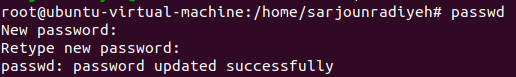 root@ubuntu-virtual-machine:/home/sarjounradiyeh# passwd
New password:
Retype new password:
passwd: password updated successfully